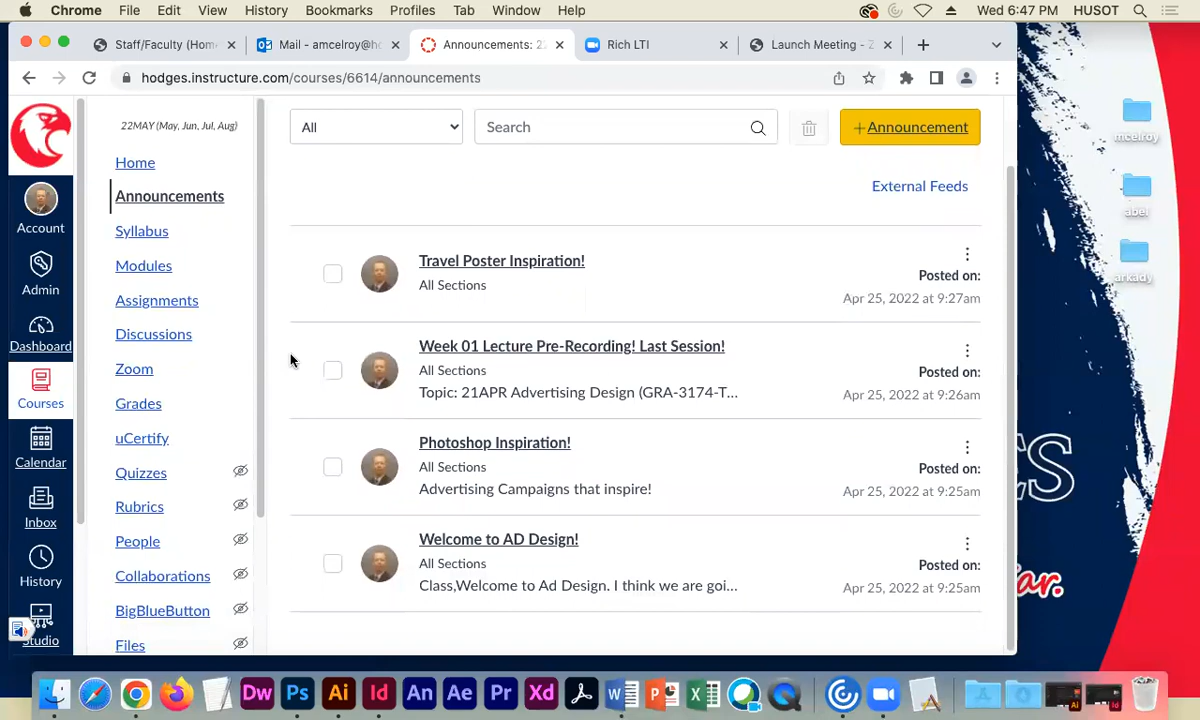 Chrome File Edit View History Bookmarks Profiles Tab Window Help Wed 6:47 PM HUSOT
Staff/Faculty (Hom Mail - amcelroy@h Announcements: 2 Rich LTI Launch Meeting - Z
hodges.instructure.com/courses/6614/announcements
22MAY (May, Jun, Jul, Aug)
Home
Announcements
Syllabus
Modules
Assignments
Discussions
Zoom
Grades
uCertify
Quizzes
Rubrics
People
Collaborations
BigBlueButton
Files
Account
Admin
Dashboard
Courses
Calendar
Inbox
History
Studio
All Search + Announcement
External Feeds
Travel Poster Inspiration!
All Sections
Posted on:
Apr 25, 2022 at 9:27am
Week 01 Lecture Pre-Recording! Last Session!
All Sections
Topic: 21APR Advertising Design (GRA-3174-T...
Posted on:
Apr 25, 2022 at 9:26am
Photoshop Inspiration!
All Sections
Advertising Campaigns that inspire!
Posted on:
Apr 25, 2022 at 9:25am
Welcome to AD Design!
All Sections
Class,Welcome to Ad Design. I think we are goi...
Posted on:
Apr 25, 2022 at 9:25am
mcelroy
abel
arkady
Dw Ps Ai Id An Ae Pr Xd